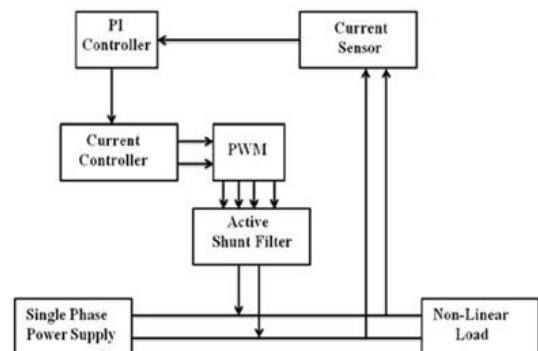 PI
Controller
Current
Sensor
Current
Controller
PWM
Active
Shunt Filter
Single Phase
Power Supply
Non-Linear
Load